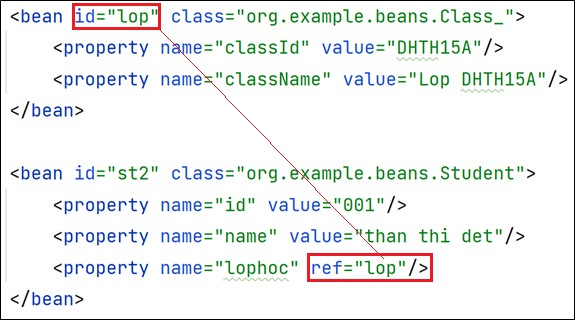 <bean id="lop" class="org.example.beans.Class_">
    <property name="classId" value="DHTH15A"/>
    <property name="className" value="Lop DHTH15A"/>
</bean>

<bean id="st2" class="org.example.beans.Student">
    <property name="id" value="001"/>
    <property name="name" value="than thi det"/>
    <property name="lophoc" ref="lop"/>
</bean>